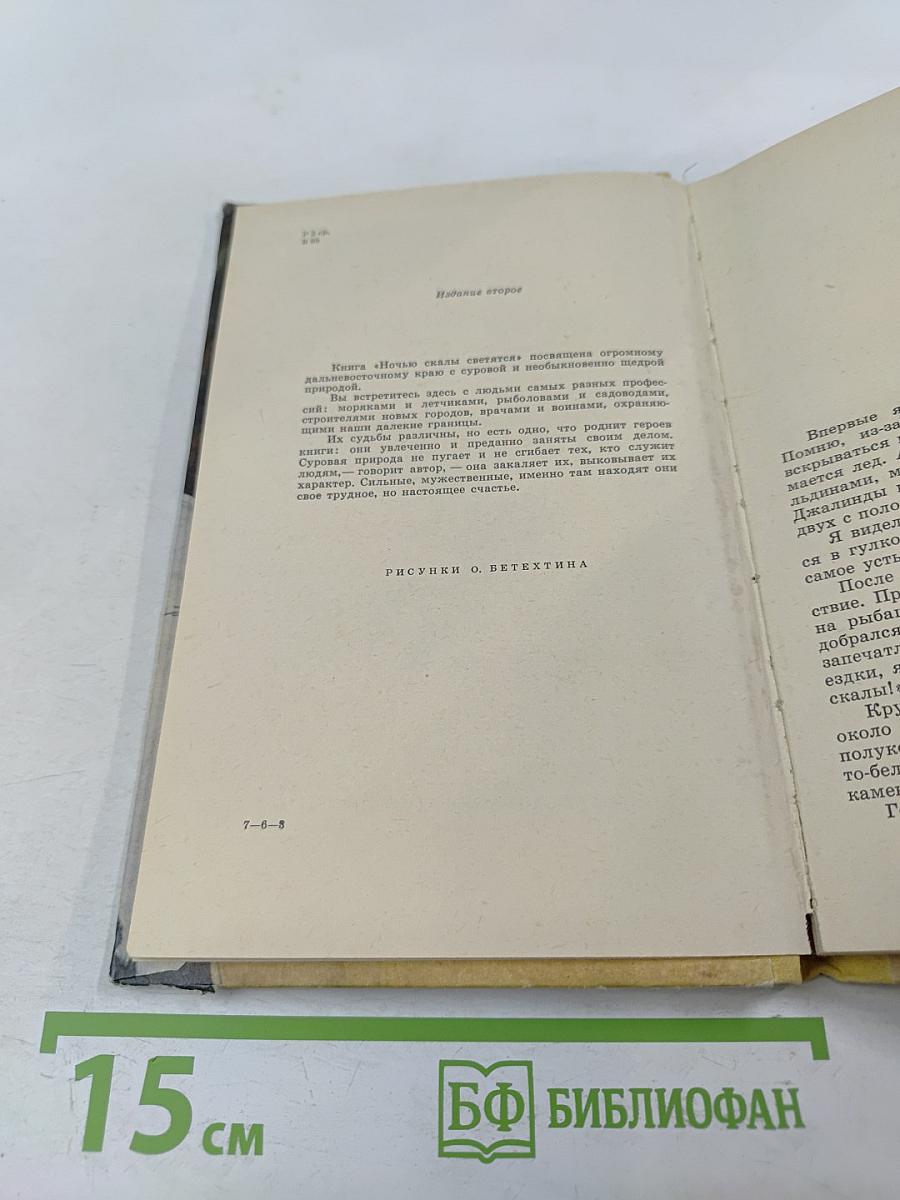 Издание второе
Книга «Ночью скалы светятся» посвящена огромному
дальневосточному краю с суровой и необыкновенно щедрой
природой.
Вы встретитесь здесь с людьми самых разных профес-
сий: моряками и летчиками, рыболовами и садоводами,
строителями новых городов, врачами и воинами, охраняю-
щими наши далекие границы.
Их судьбы различны, но есть одно, что роднит героев
книги: они увлеченно и преданно заняты своим делом.
Суровая природа не пугает и не сгибает тех, кто служит
людям,— говорит автор, — она закаляет их, выковывает их
характер. Сильные, мужественные, именно там находят они
свое трудное, но настоящее счастье.
РИСУНКИ О. БЕТЕХТИНА
7—6—3
Впервые я
Помню, из-за
вскрываться
мается лед.
льдинами, м
Джалинды
двух с поло
Я видел
ся в гулко
самое усть
После
ствие. Пр
на рыба
добрался
запечатл
ездки, я
скалы!
Кру
около
полук
то-бел
камен
Г
15 см
БФ БИБЛИОФАН